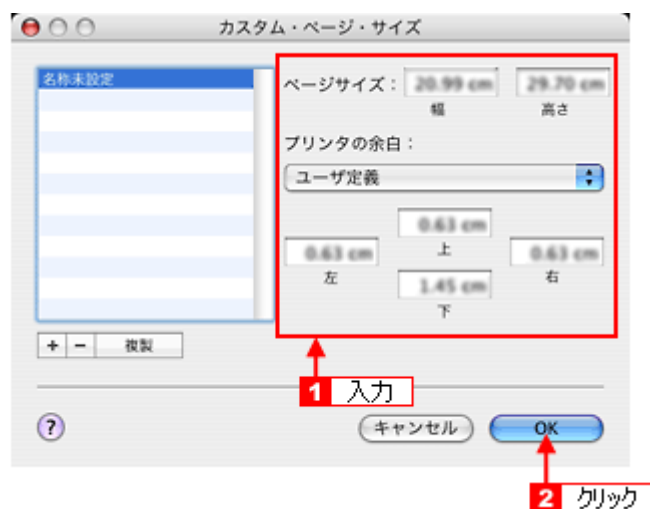 カスタム・ページ・サイズ
名称未設定
ページサイズ： 20.99 cm 29.70 cm
幅 高さ
プリンタの余白：
ユーザ定義
0.63 cm
上
0.63 cm 0.63 cm
左 右
1.45 cm
下
+ − 複製
1 入力
? キャンセル OK
2 クリック